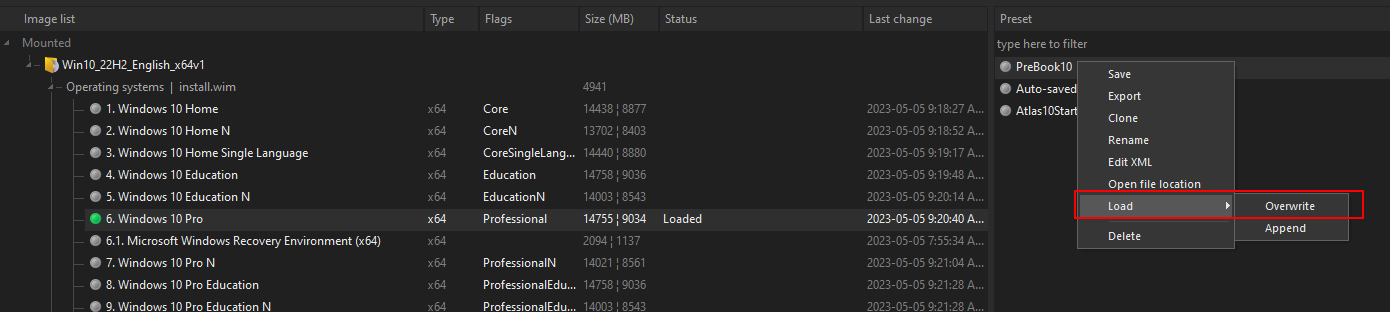 Image list Type Flags Size (MB) Status Last change Preset
Mounted type here to filter
Win10_22H2_English_x64v1 PreBook10
Save
Operating systems | install.wim 4941 Auto-saved
Export
1. Windows 10 Home x64 Core 14438 ¦ 8877 2023-05-05 9:18:27 A... Atlas10Start
Clone
2. Windows 10 Home N x64 CoreN 13702 ¦ 8403 2023-05-05 9:18:52 A...
Rename
3. Windows 10 Home Single Language x64 CoreSingleLang... 14440 ¦ 8880 2023-05-05 9:19:17 A...
Edit XML
4. Windows 10 Education x64 Education 14758 ¦ 9036 2023-05-05 9:19:48 A...
Open file location
5. Windows 10 Education N x64 EducationN 14003 ¦ 8543 2023-05-05 9:20:14 A...
Load Overwrite
6. Windows 10 Pro x64 Professional 14755 ¦ 9034 Loaded 2023-05-05 9:20:40 A...
Append
Delete
6.1. Microsoft Windows Recovery Environment (x64) 2094 ¦ 1137 2023-05-05 7:55:34 A...
7. Windows 10 Pro N x64 ProfessionalN 14021 ¦ 8561 2023-05-05 9:21:04 A...
8. Windows 10 Pro Education x64 ProfessionalEdu... 14758 ¦ 9036 2023-05-05 9:21:28 A...
9. Windows 10 Pro Education N x64 ProfessionalEdu... 14003 ¦ 8543 2023-05-05 9:21:28 A...